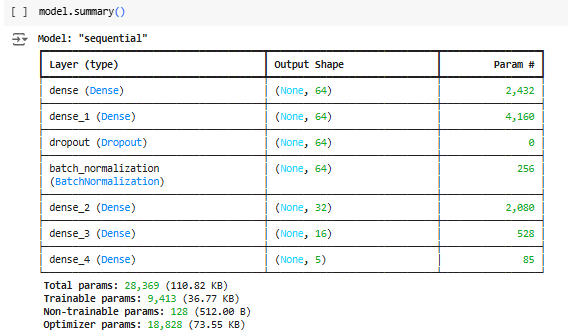 [ ] model.summary()
Model: "sequential"
Layer (type) Output Shape Param #
dense (Dense) (None, 64) 2,432
dense_1 (Dense) (None, 64) 4,160
dropout (Dropout) (None, 64) 0
batch_normalization (None, 64) 256
(BatchNormalization)
dense_2 (Dense) (None, 32) 2,080
dense_3 (Dense) (None, 16) 528
dense_4 (Dense) (None, 5) 85
Total params: 28,369 (110.82 KB)
Trainable params: 9,413 (36.77 KB)
Non-trainable params: 128 (512.00 B)
Optimizer params: 18,828 (73.55 KB)